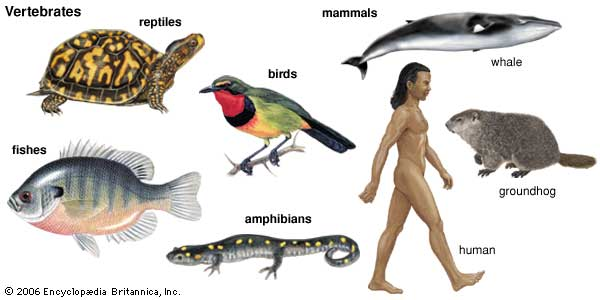 Vertebrates
reptiles
birds
mammals
whale
groundhog
fishes
amphibians
human
© 2006 Encyclopædia Britannica, Inc.